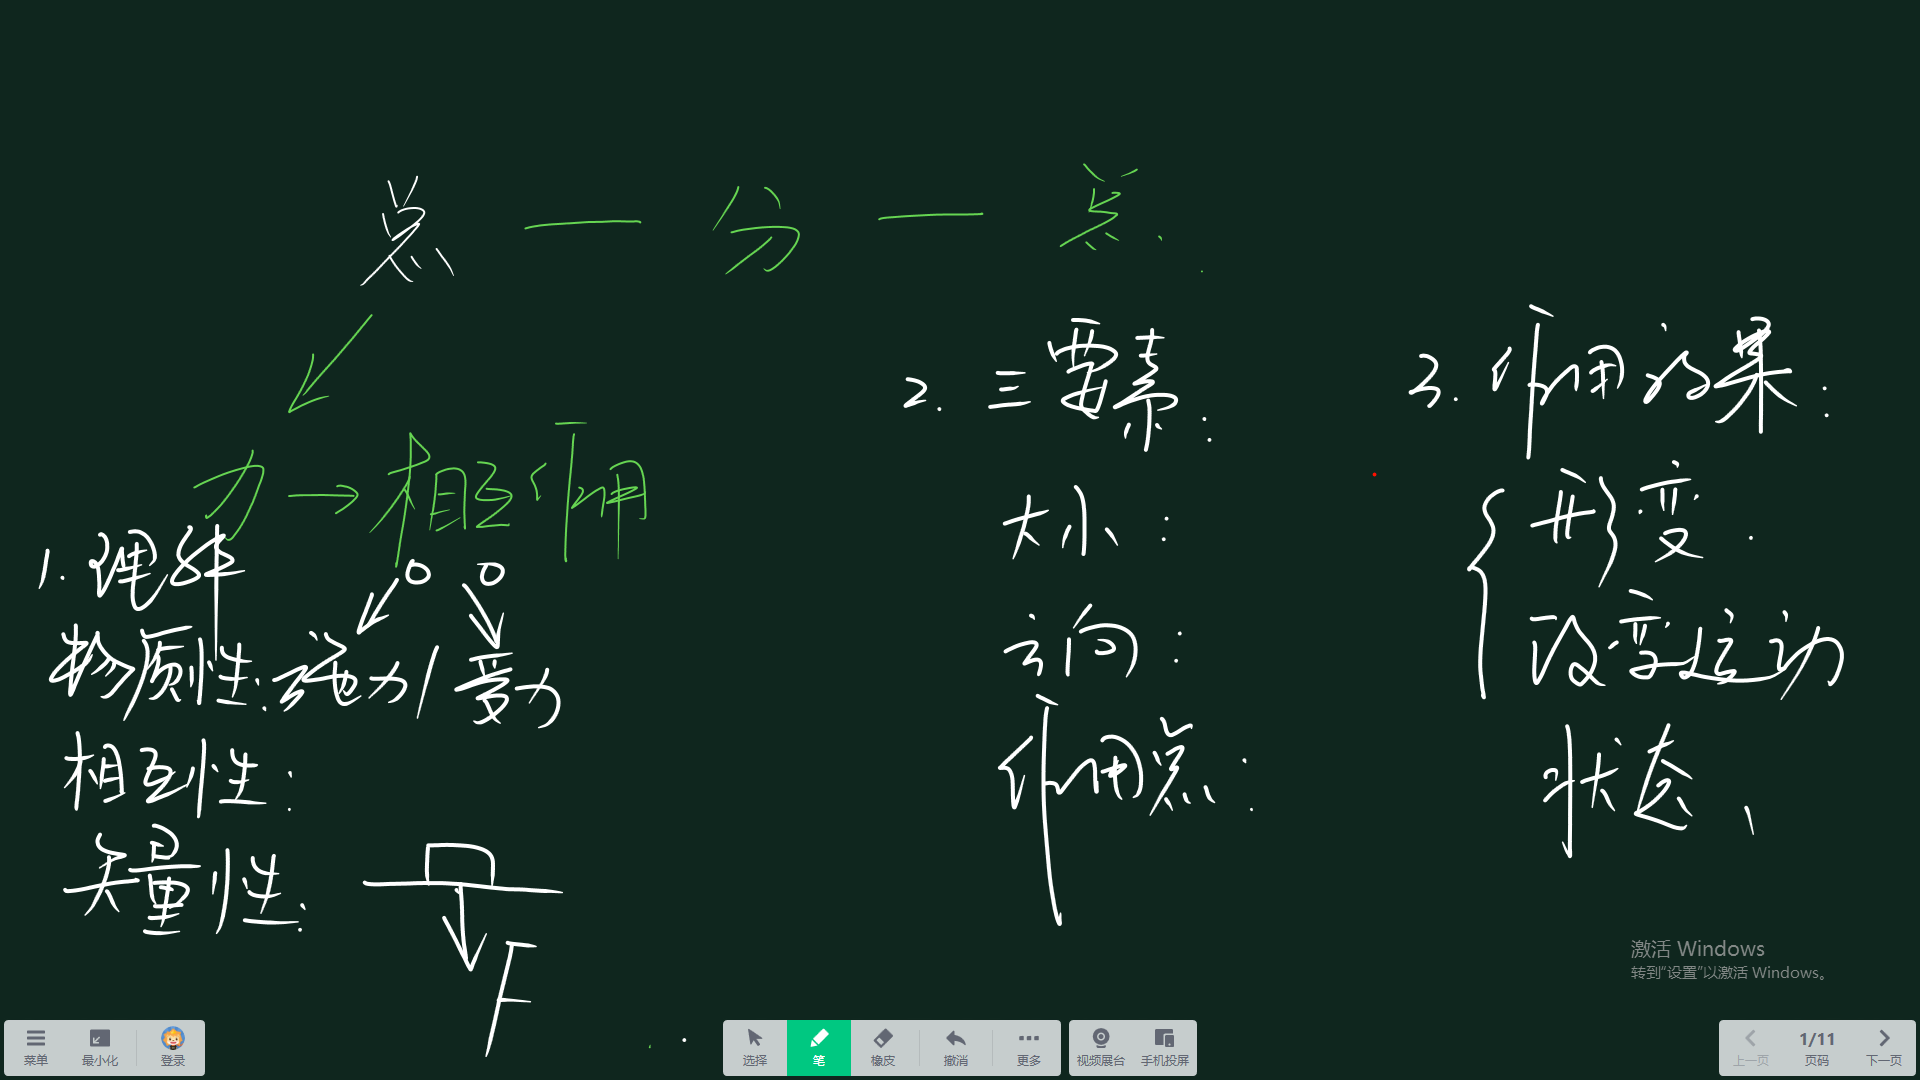 总 — 分 — 总.
力 → 相互作用
1. 理解
物质性: 施力/受力
相互性:
矢量性:
F
2. 三要素:
大小:
方向:
作用点:
3. 作用效果:
形变.
改变运动
状态、
激活 Windows
转到“设置”以激活 Windows。
菜单 最小化 登录 选择 笔 橡皮 撤消 更多 视频展台 手机投屏 上一页 1/11 页码 下一页